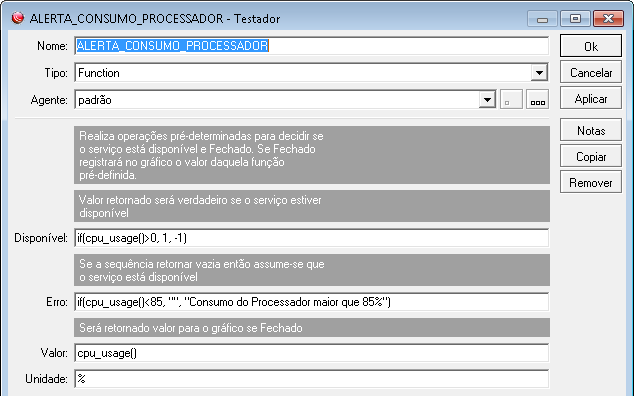 ALERTA_CONSUMO_PROCESSADOR - Testador
Nome: ALERTA_CONSUMO_PROCESSADOR
Ok
Tipo: Function
Cancelar
Agente: padrão
Aplicar
Realiza operações pré-determinadas para decidir se
o serviço está disponível e Fechado. Se Fechado
registrará no gráfico o valor daquela função
pré-definida.
Notas
Copiar
Remover
Valor retornado será verdadeiro se o serviço estiver
disponível
Disponível: if(cpu_usage()>0, 1, -1)
Se a sequência retornar vazia então assume-se que
o serviço está disponível
Erro: if(cpu_usage()<85, "", "Consumo do Processador maior que 85%")
Será retornado valor para o gráfico se Fechado
Valor: cpu_usage()
Unidade: %